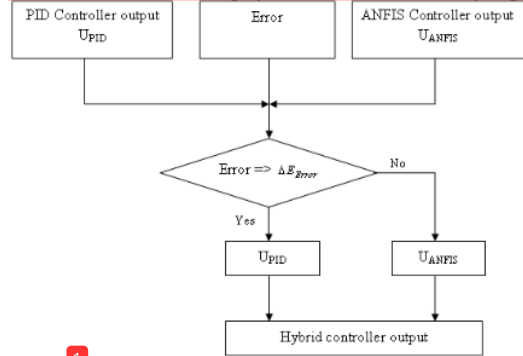 PID Controller output
UPID
Error
ANFIS Controller output
UANFIS
Error => ΔEError
No
Yes
UPID
UANFIS
Hybrid controller output